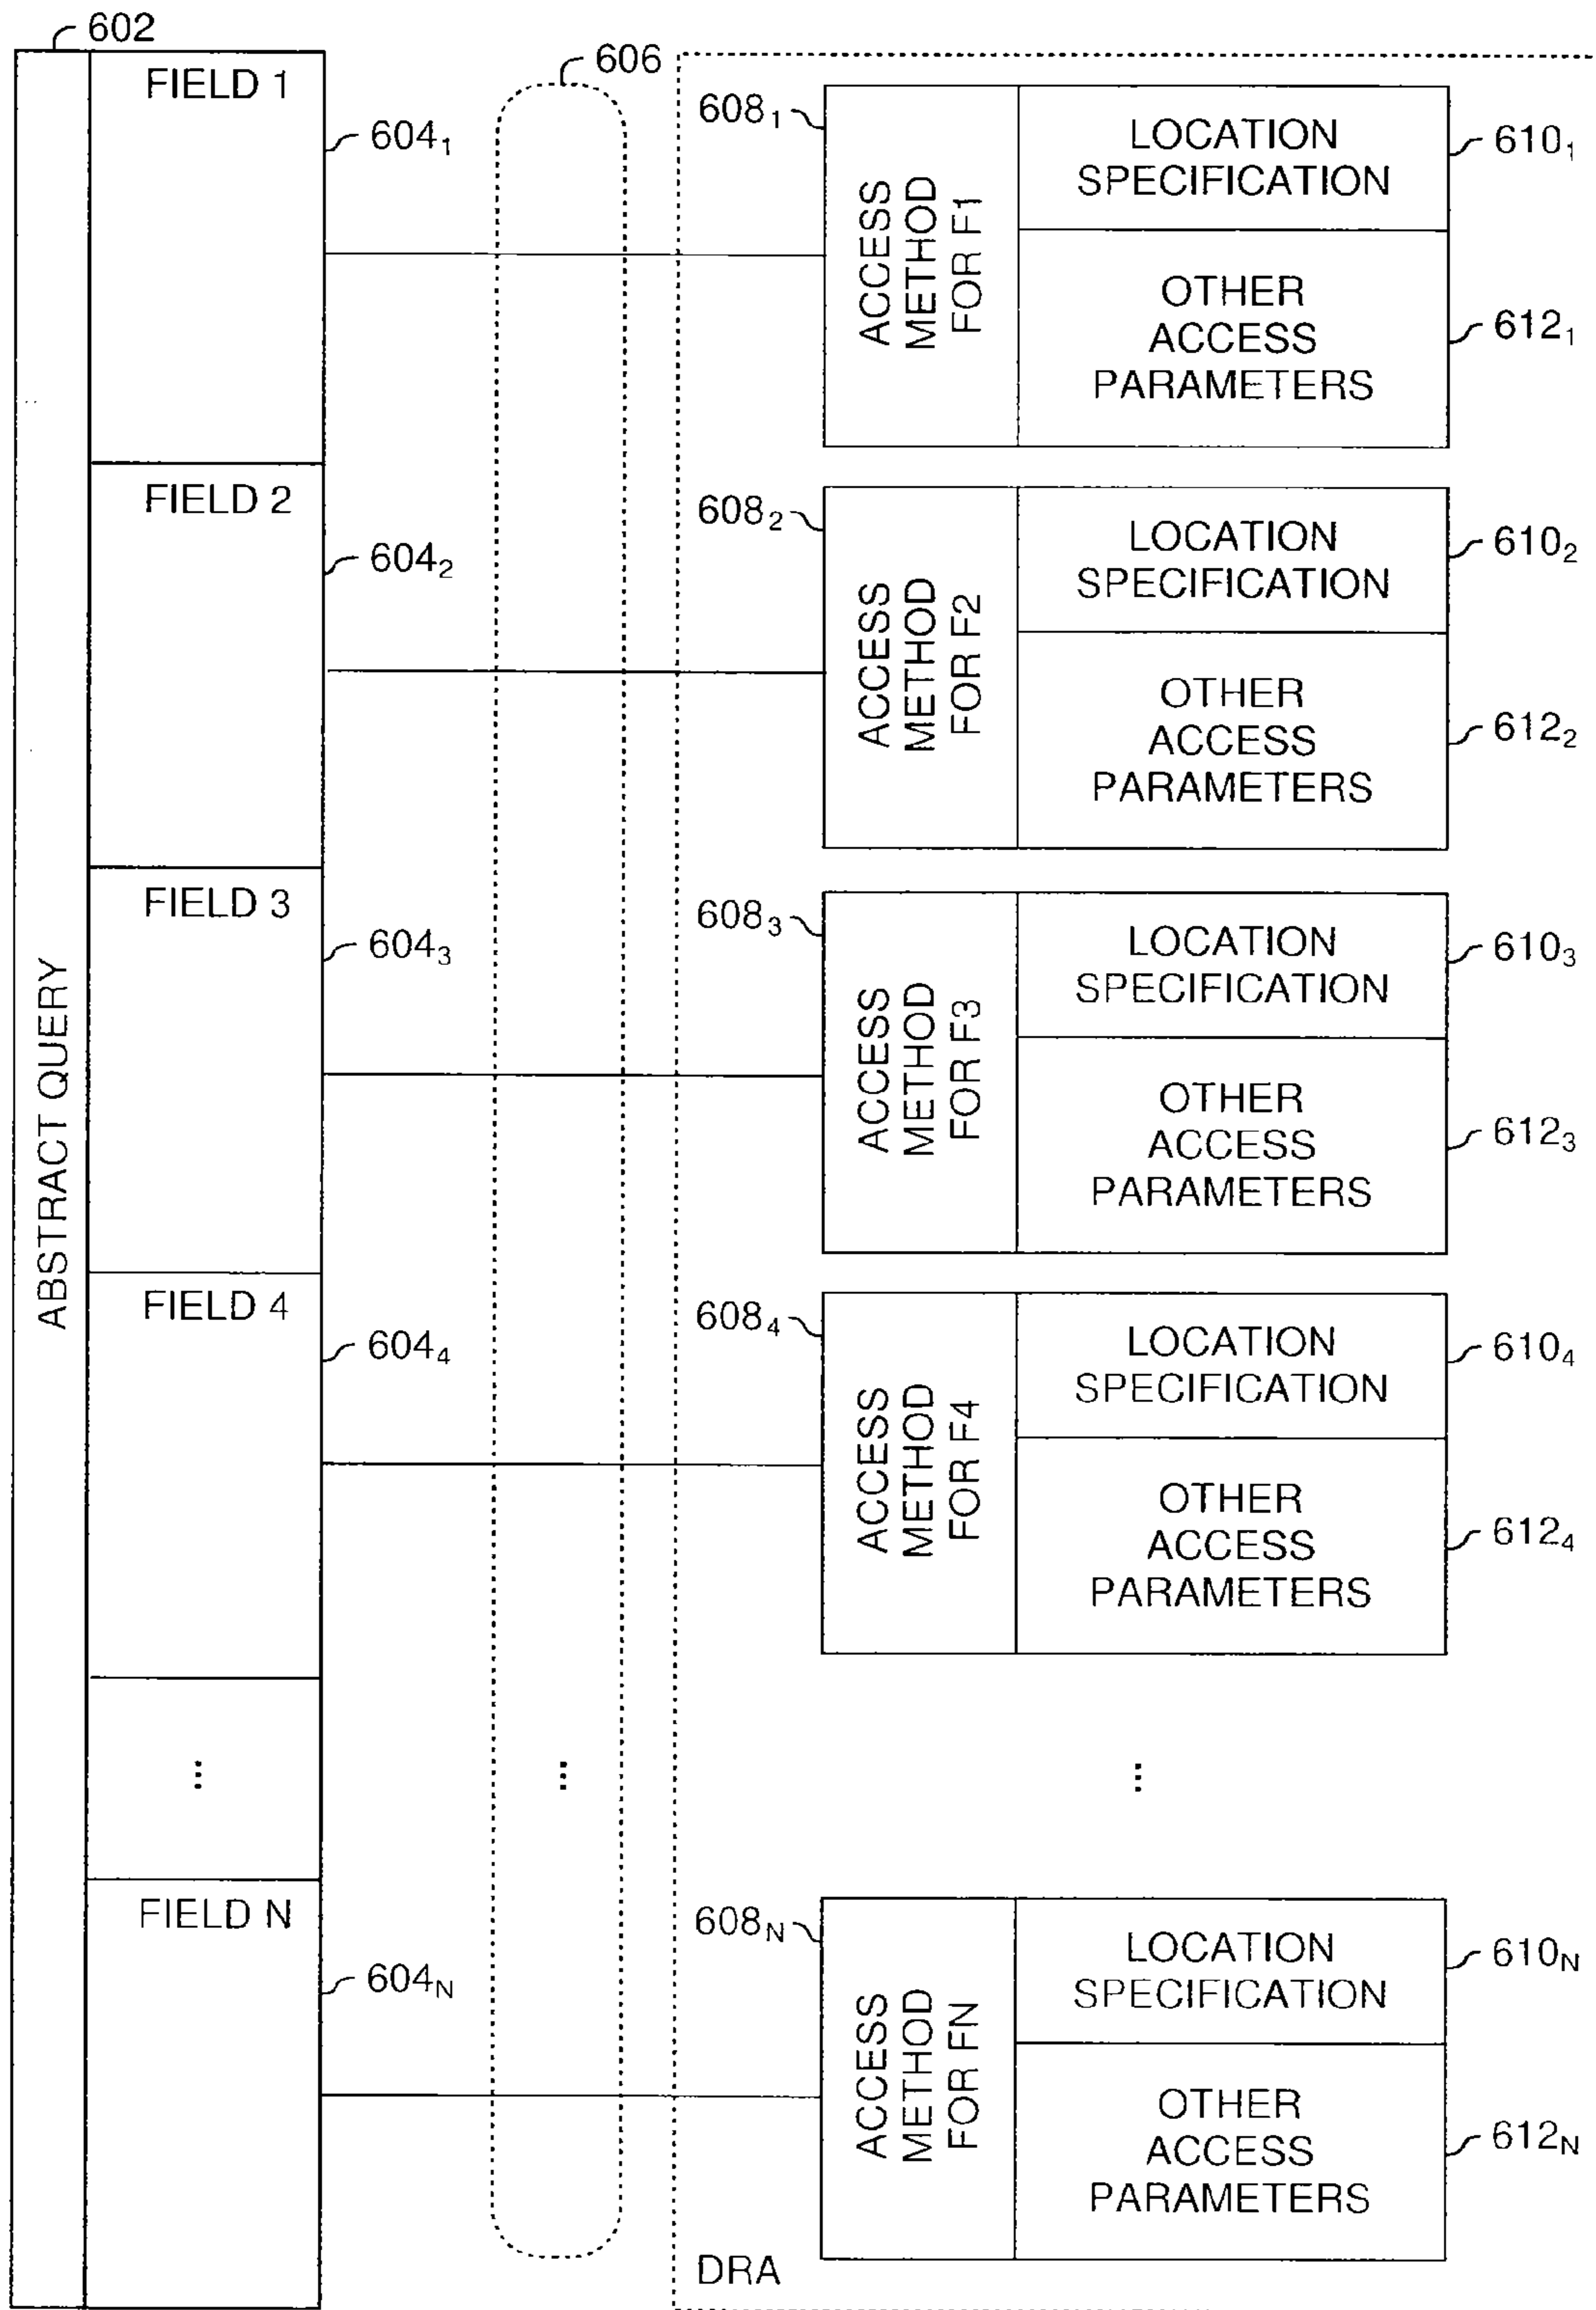 602
ABSTRACT QUERY
606
FIELD 1
604₁
608₁
ACCESS
METHOD
FOR F1
LOCATION
SPECIFICATION
610₁
OTHER
ACCESS
PARAMETERS
612₁
FIELD 2
604₂
608₂
ACCESS
METHOD
FOR F2
LOCATION
SPECIFICATION
610₂
OTHER
ACCESS
PARAMETERS
612₂
FIELD 3
604₃
608₃
ACCESS
METHOD
FOR F3
LOCATION
SPECIFICATION
610₃
OTHER
ACCESS
PARAMETERS
612₃
FIELD 4
604₄
608₄
ACCESS
METHOD
FOR F4
LOCATION
SPECIFICATION
610₄
OTHER
ACCESS
PARAMETERS
612₄
⋮
⋮
⋮
FIELD N
604N
608N
ACCESS
METHOD
FOR FN
LOCATION
SPECIFICATION
610N
OTHER
ACCESS
PARAMETERS
612N
DRA